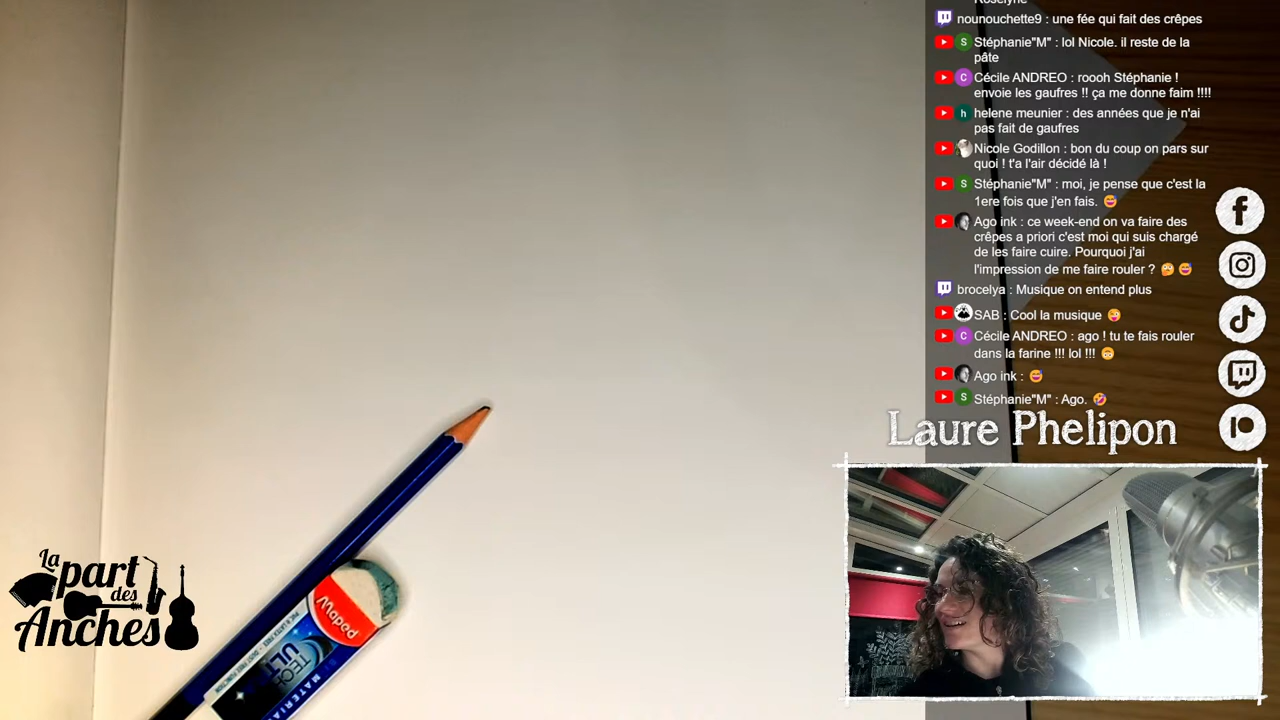 Roselyne
nounouchette9 : une fée qui fait des crêpes
Stéphanie"M" : lol Nicole. il reste de la
pâte
Cécile ANDREO : roooh Stéphanie !
envoie les gaufres !! ça me donne faim !!!!
helene meunier : des années que je n'ai
pas fait de gaufres
Nicole Godillon : bon du coup on pars sur
quoi ! t'a l'air décidé là !
Stéphanie"M" : moi, je pense que c'est la
1ere fois que j'en fais. 😅
Ago ink : ce week-end on va faire des
crêpes a priori c'est moi qui suis chargé
de les faire cuire. Pourquoi j'ai
l'impression de me faire rouler ? 🤔 😅
brocelya : Musique on entend plus
SAB : Cool la musique 😜
Cécile ANDREO : ago ! tu te fais rouler
dans la farine !!! lol !!! 🙃
Ago ink : 😅
Stéphanie"M" : Ago. 🤣
Laure Phelipon
La
part
des
Anches
Maped